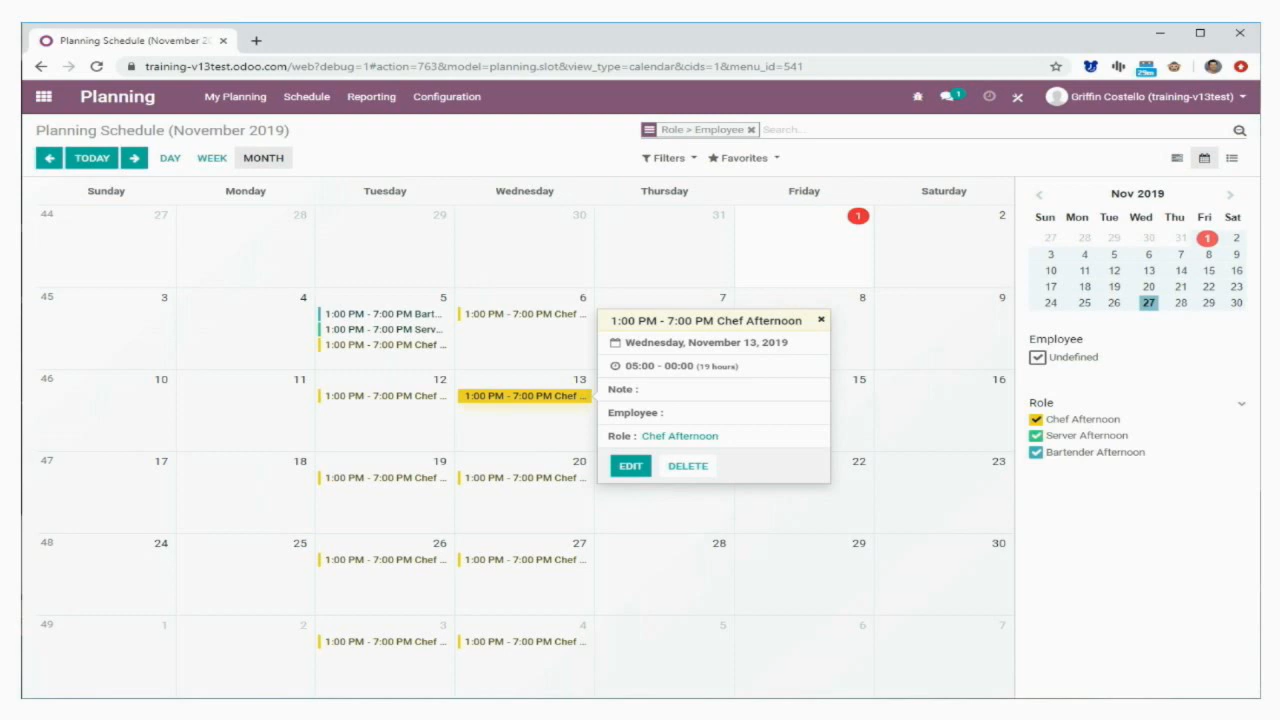 Planning Schedule (November 20
training-v13test.odoo.com/web?debug=1#action=763&model=planning.slot&view_type=calendar&cids=1&menu_id=541
29m
Planning My Planning Schedule Reporting Configuration 1 Griffin Costello (training-v13test)
Planning Schedule (November 2019) Role > Employee Search...
TODAY DAY WEEK MONTH Filters Favorites
Sunday Monday Tuesday Wednesday Thursday Friday Saturday
44 27 28 29 30 31 1 2
45 3 4 5 6 7 8 9
1:00 PM - 7:00 PM Bart... 1:00 PM - 7:00 PM Chef ...
1:00 PM - 7:00 PM Serv...
1:00 PM - 7:00 PM Chef ...
1:00 PM - 7:00 PM Chef Afternoon
Wednesday, November 13, 2019
05:00 - 00:00 (19 hours)
Note :
Employee :
Role : Chef Afternoon
EDIT DELETE
46 10 11 12 13 15 16
1:00 PM - 7:00 PM Chef ... 1:00 PM - 7:00 PM Chef ...
47 17 18 19 20 22 23
1:00 PM - 7:00 PM Chef ... 1:00 PM - 7:00 PM Chef ...
48 24 25 26 27 28 29 30
1:00 PM - 7:00 PM Chef ... 1:00 PM - 7:00 PM Chef ...
49 1 2 3 4 5 6 7
1:00 PM - 7:00 PM Chef ... 1:00 PM - 7:00 PM Chef ...
Nov 2019
Sun Mon Tue Wed Thu Fri Sat
27 28 29 30 31 1 2
3 4 5 6 7 8 9
10 11 12 13 14 15 16
17 18 19 20 21 22 23
24 25 26 27 28 29 30
Employee
Undefined
Role
Chef Afternoon
Server Afternoon
Bartender Afternoon